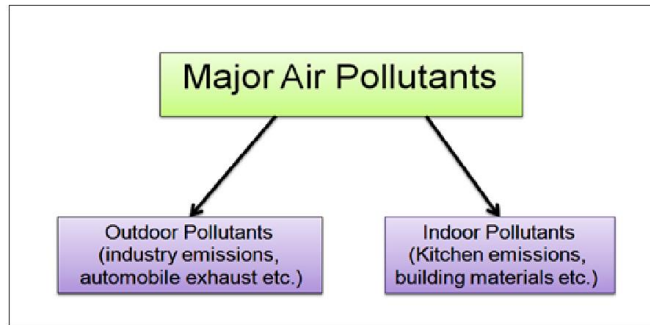 Major Air Pollutants
Outdoor Pollutants
(industry emissions,
automobile exhaust etc.)
Indoor Pollutants
(Kitchen emissions,
building materials etc.)